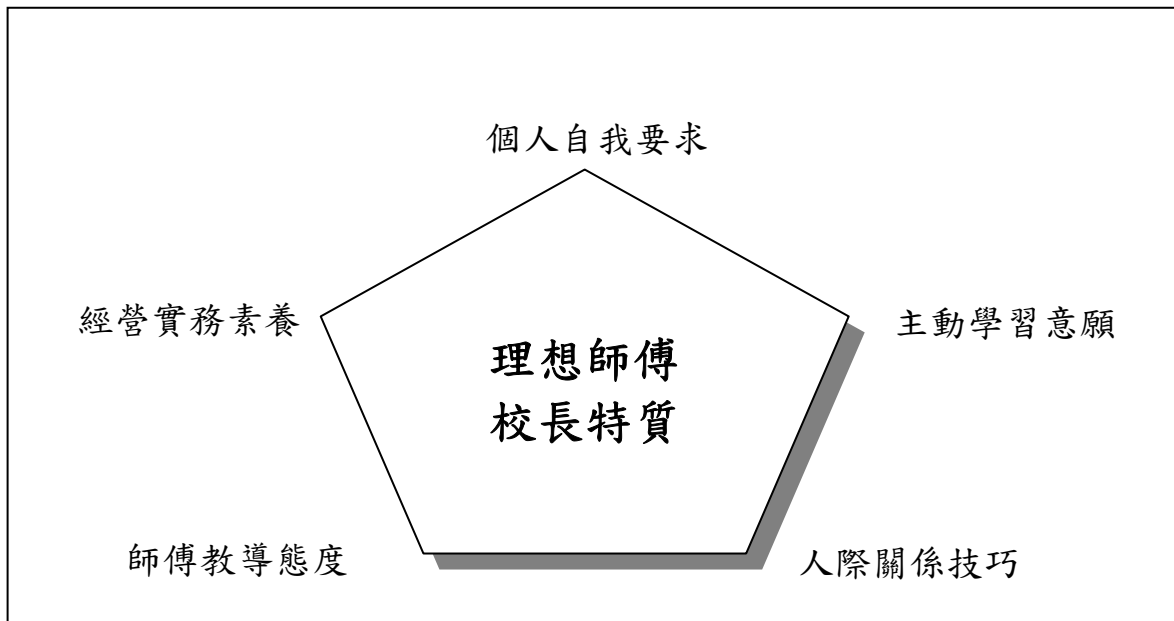 個人自我要求
經營實務素養
主動學習意願
理想師傅
校長特質
師傅教導態度
人際關係技巧